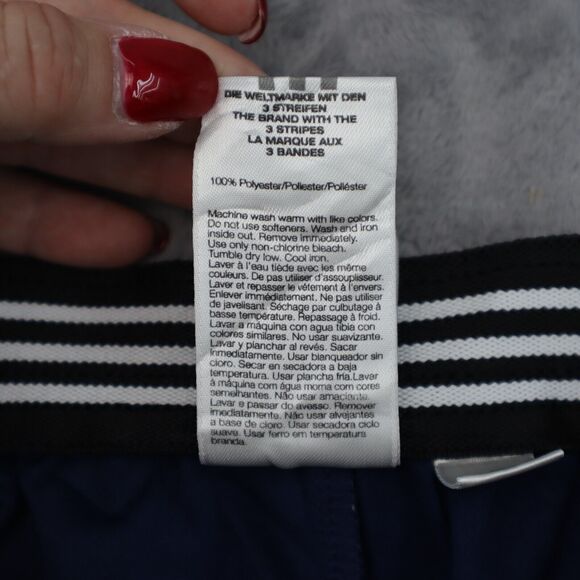 DIE WELTMARKE MIT DEN
3 STREIFEN
THE BRAND WITH THE
3 STRIPES
LA MARQUE AUX
3 BANDES
100% Polyester/Poliester/Poliéster
Machine wash warm with like colors.
Do not use softeners. Wash and iron
inside out. Remove immediately.
Use only non-chlorine bleach.
Tumble dry low. Cool iron.
Laver à l'eau tiède avec les même
couleurs. De pas utiliser d'assouplisseur.
Laver et repasser le vêtement à l'envers.
Enlever immédiatement. Ne pas utiliser
de javelisant. Séchage par culbutage à
basse température. Repassage à froid.
Lavar a máquina con agua tibia con
colores similares. No usar suavizante.
Lavar y planchar al revés. Sacar
inmediatamente. Usar blanqueador sin
cloro. Secar en secadora a baja
temperatura. Usar plancha fria.Lavar
à máquina com água morna com cores
semelhantes. Não usar amaciante.
Lavar e passar do avesso. Remover
imediatamente. Não usar alvejantes
a base de cloro. Usar secadora ciclo
suave. Usar ferro em temperatura
branda.